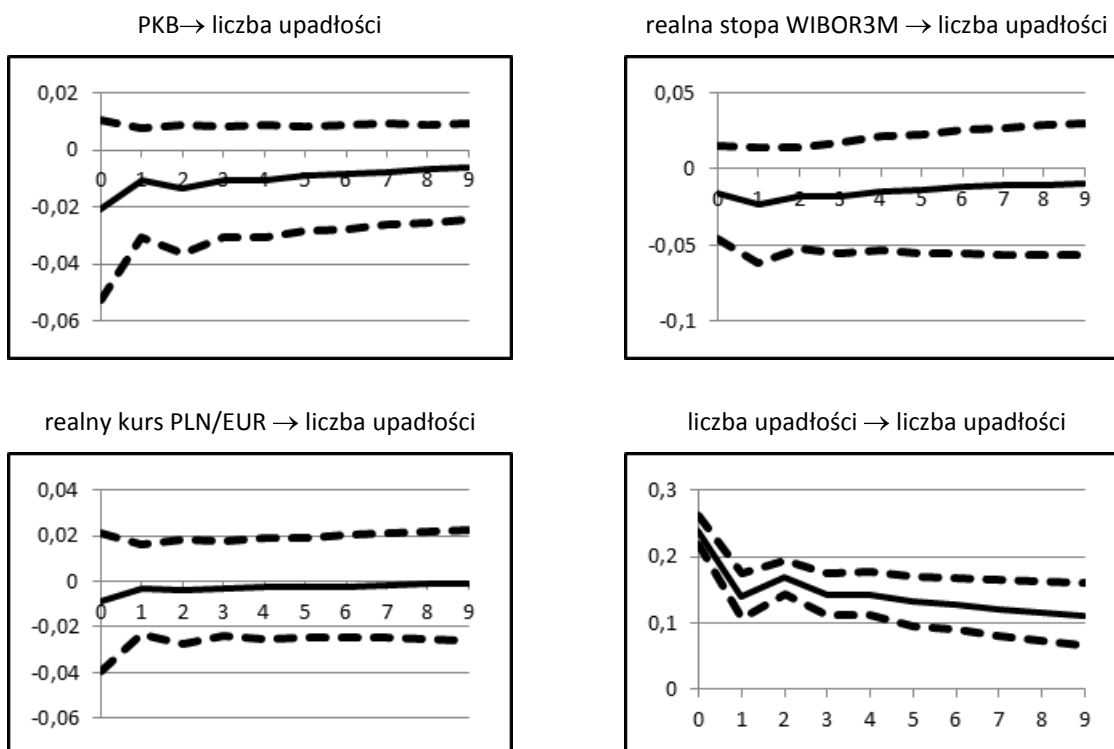 PKB→ liczba upadłości
0,02
0
-0,02
-0,04
-0,06
0 1 2 3 4 5 6 7 8 9
realna stopa WIBOR3M → liczba upadłości
0,05
0
-0,05
-0,1
0 1 2 3 4 5 6 7 8 9
realny kurs PLN/EUR → liczba upadłości
0,04
0,02
0
-0,02
-0,04
-0,06
0 1 2 3 4 5 6 7 8 9
liczba upadłości → liczba upadłości
0,3
0,2
0,1
0
0 1 2 3 4 5 6 7 8 9